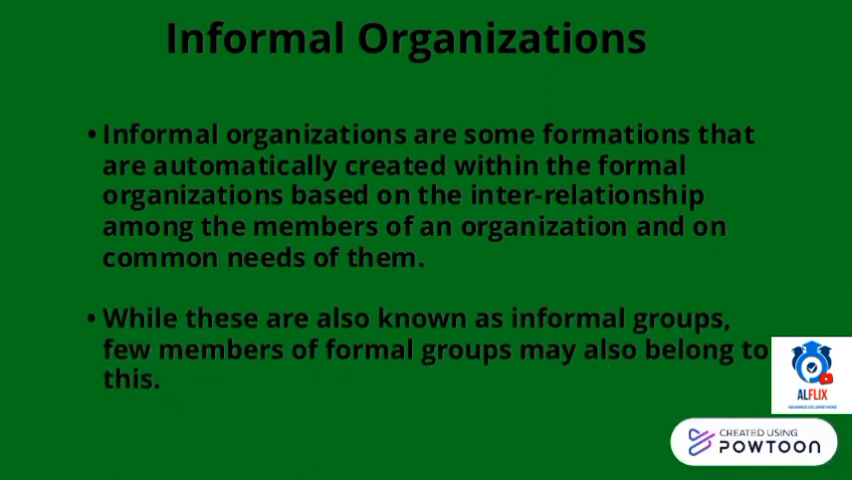 Informal Organizations
• Informal organizations are some formations that
are automatically created within the formal
organizations based on the inter-relationship
among the members of an organization and on
common needs of them.
• While these are also known as informal groups,
few members of formal groups may also belong to
this.
ALFLIX
CREATED USING
POWTOON